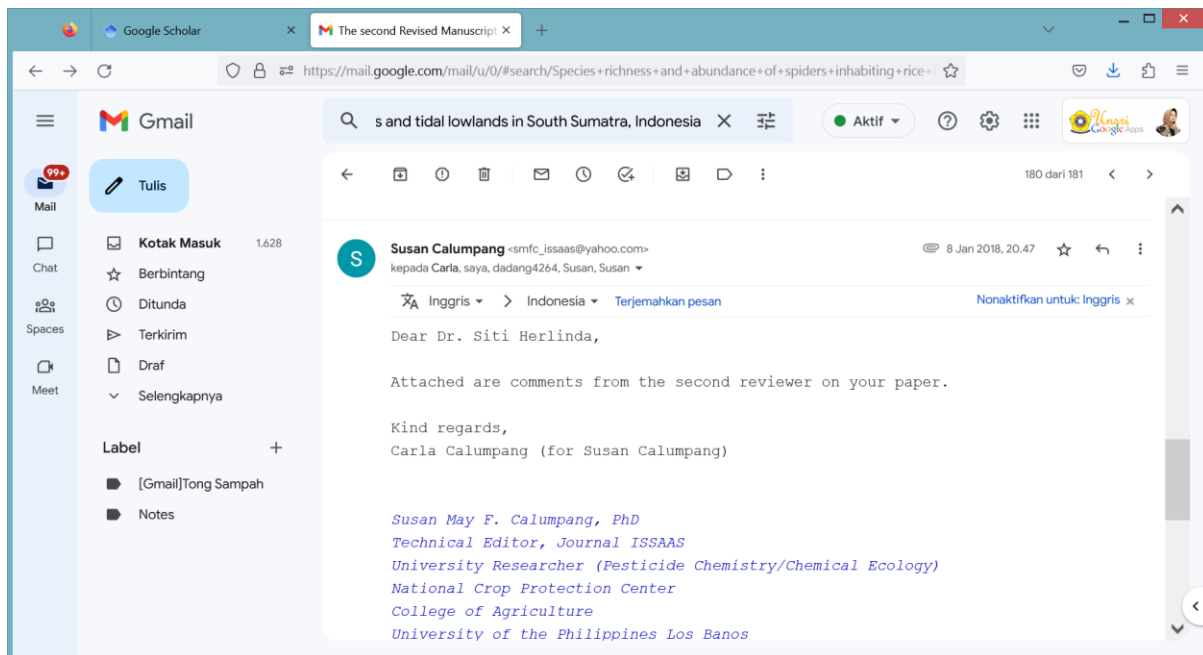 Google Scholar
The second Revised Manuscript
https://mail.google.com/mail/u/0/#search/Species+richness+and+abundance+of+spiders+inhabiting+rice+
Gmail
s and tidal lowlands in South Sumatra, Indonesia
Aktif
Unsri
Google Apps
99+
Mail
Chat
Spaces
Meet
Tulis
Kotak Masuk 1.628
Berbintang
Ditunda
Terkirim
Draf
Selengkapnya
Label
[Gmail]Tong Sampah
Notes
180 dari 181
S
Susan Calumpang <smfc_issaas@yahoo.com>
8 Jan 2018, 20.47
kepada Carla, saya, dadang4264, Susan, Susan
Inggris > Indonesia Terjemahkan pesan
Nonaktifkan untuk: Inggris
Dear Dr. Siti Herlinda,
Attached are comments from the second reviewer on your paper.
Kind regards,
Carla Calumpang (for Susan Calumpang)
Susan May F. Calumpang, PhD
Technical Editor, Journal ISSAAS
University Researcher (Pesticide Chemistry/Chemical Ecology)
National Crop Protection Center
College of Agriculture
University of the Philippines Los Banos